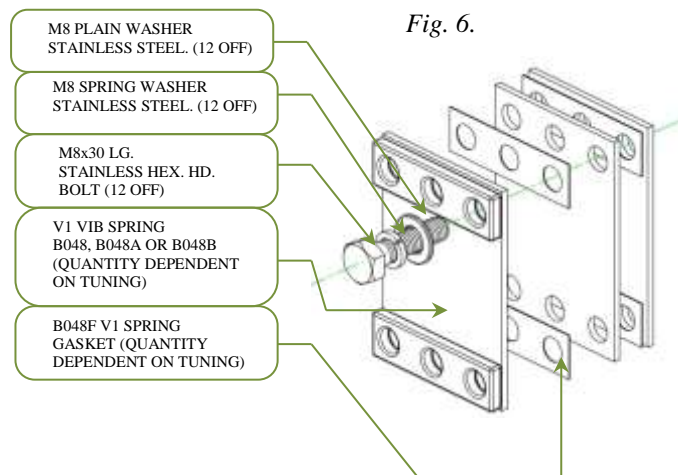 Fig. 6.
M8 PLAIN WASHER
STAINLESS STEEL. (12 OFF)
M8 SPRING WASHER
STAINLESS STEEL. (12 OFF)
M8x30 LG.
STAINLESS HEX. HD.
BOLT (12 OFF)
V1 VIB SPRING
B048, B048A OR B048B
(QUANTITY DEPENDENT
ON TUNING)
B048F V1 SPRING
GASKET (QUANTITY
DEPENDENT ON TUNING)